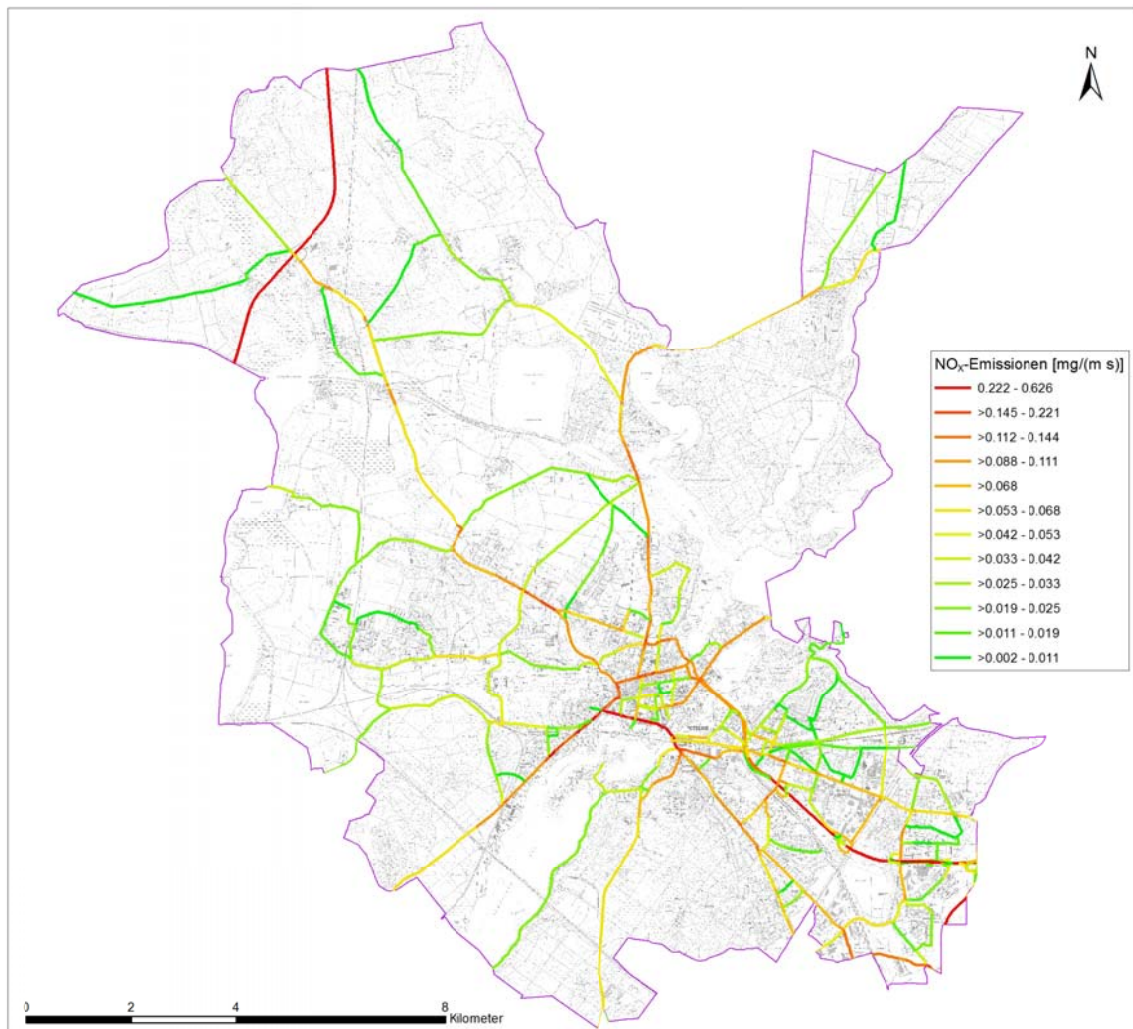 N
NOx-Emissionen [mg/(m s)]
0.222 - 0.626
>0.145 - 0.221
>0.112 - 0.144
>0.088 - 0.111
>0.068
>0.053 - 0.068
>0.042 - 0.053
>0.033 - 0.042
>0.025 - 0.033
>0.019 - 0.025
>0.011 - 0.019
>0.002 - 0.011
0 2 4 8
Kilometer